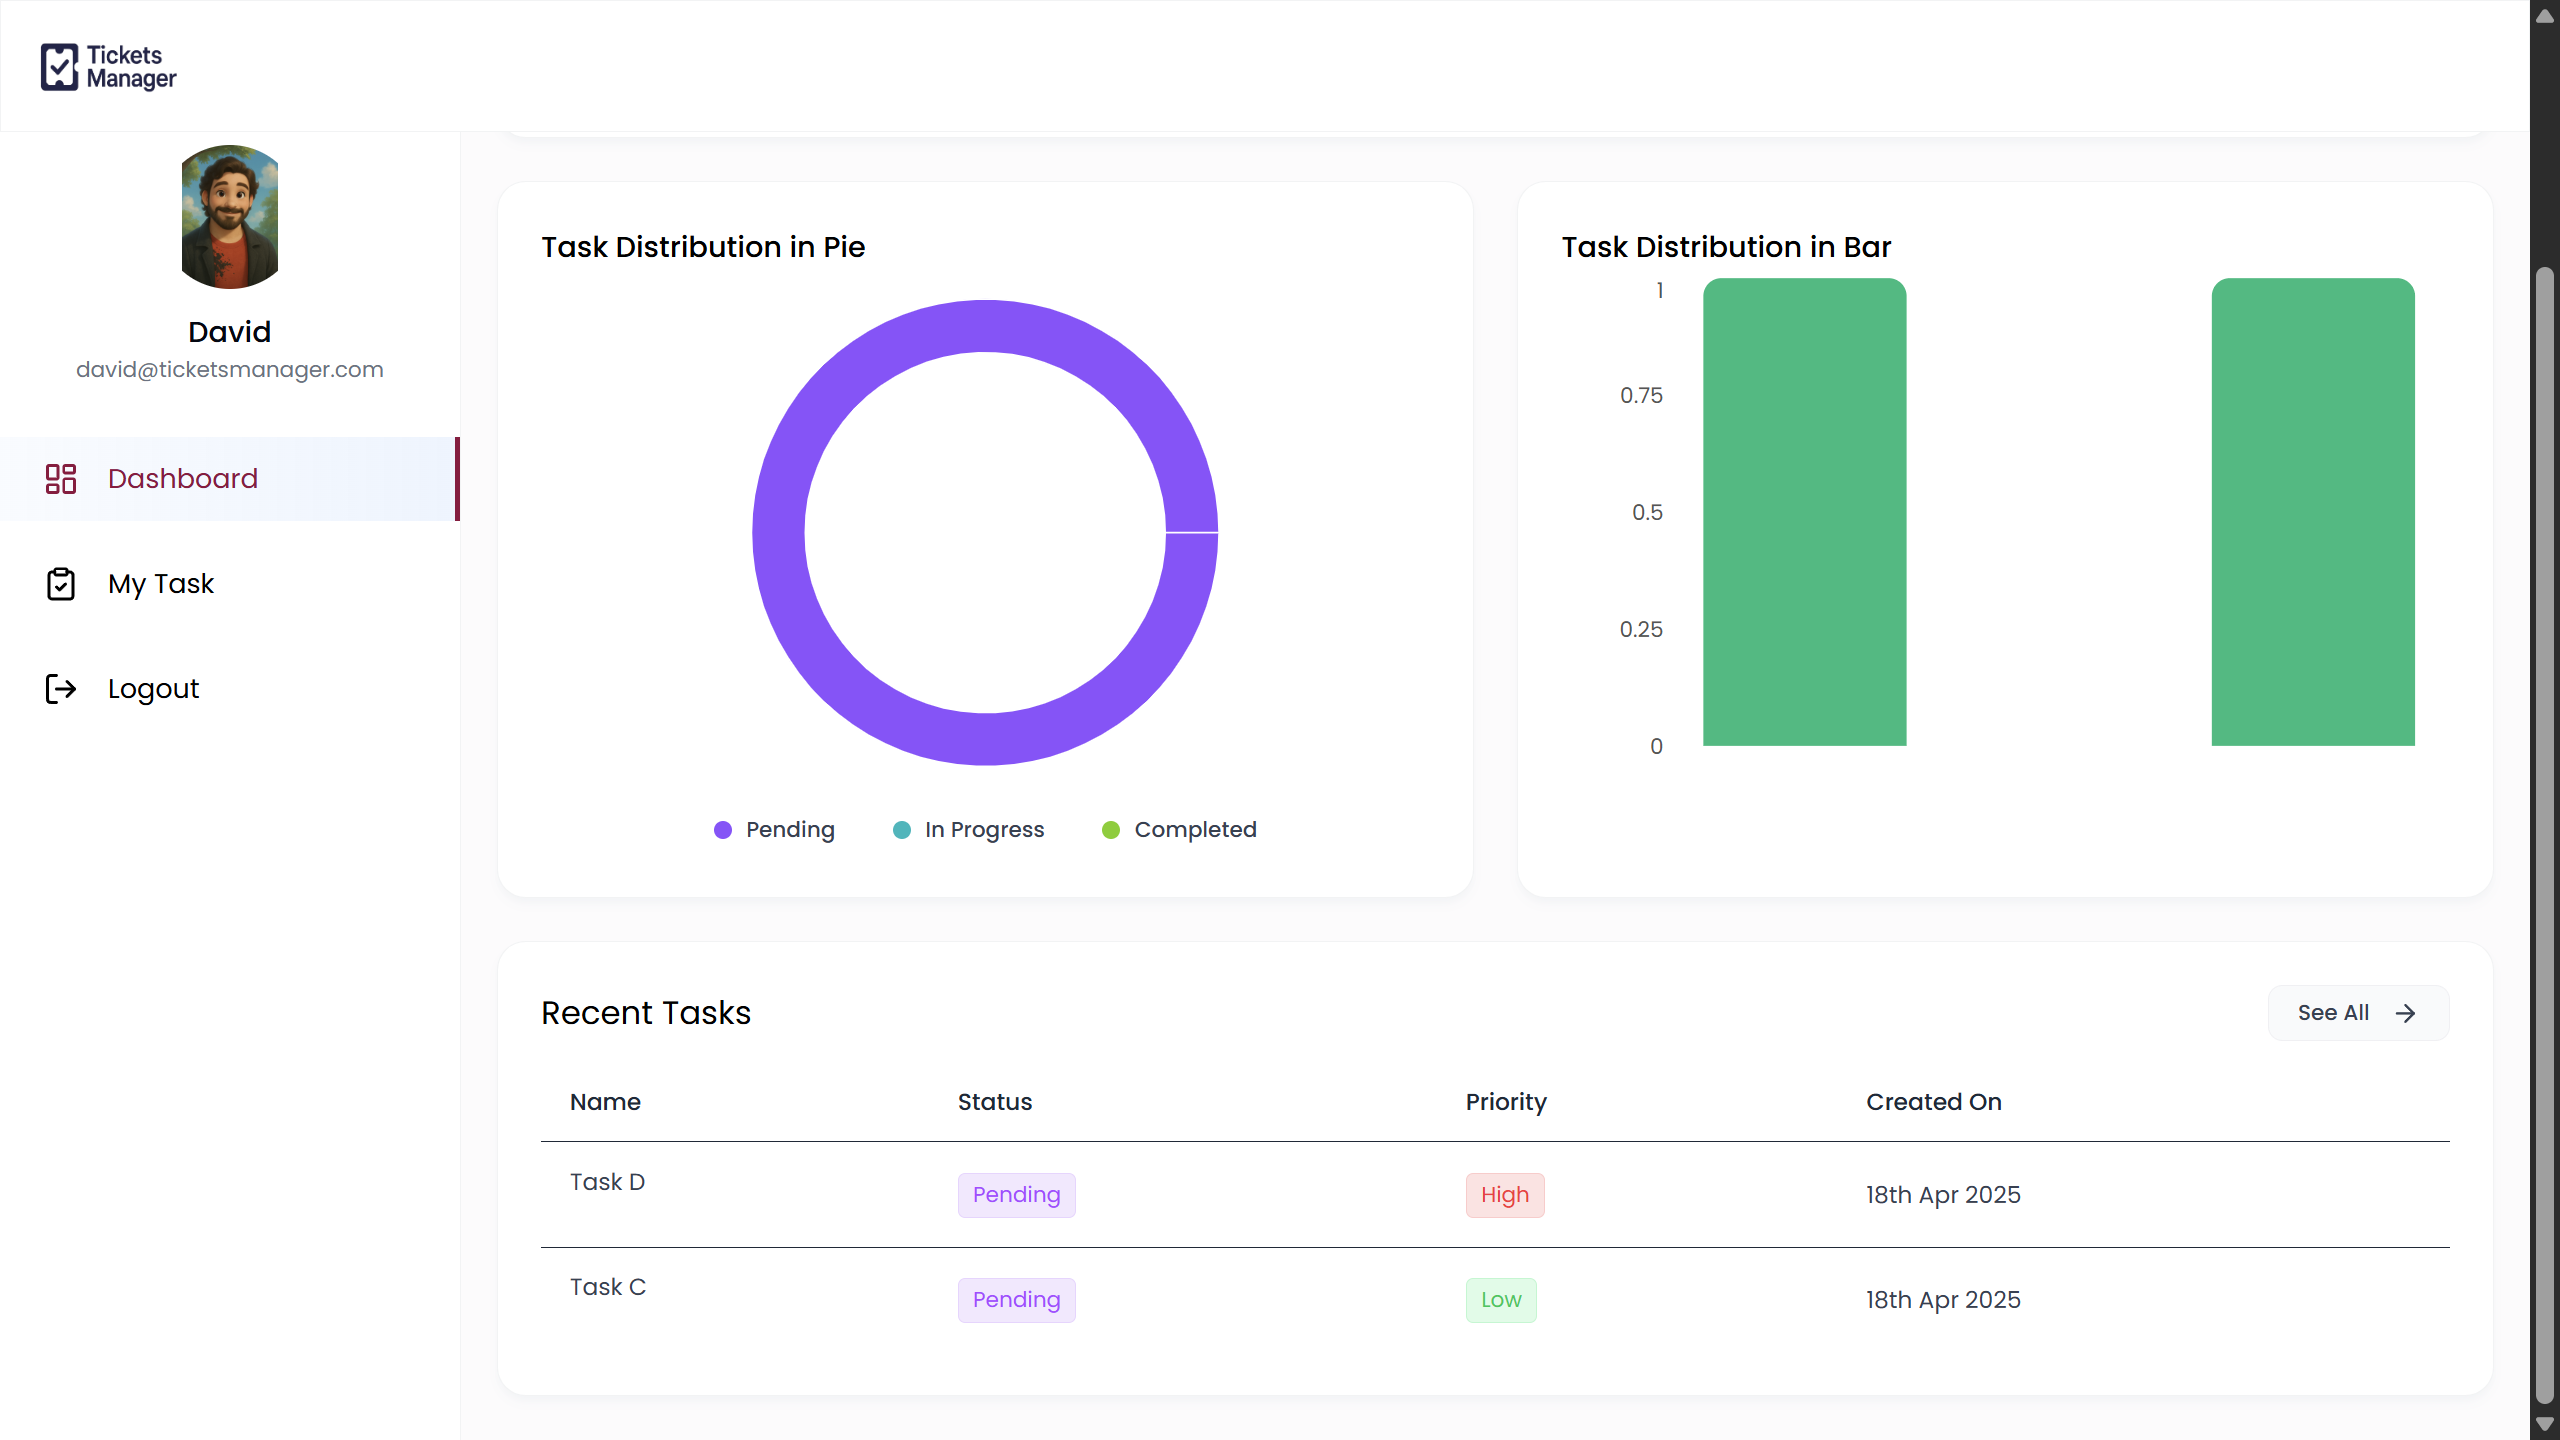 Tickets
Manager
David
david@ticketsmanager.com
Dashboard
My Task
Logout
Task Distribution in Pie
Pending
In Progress
Completed
Task Distribution in Bar
1
0.75
0.5
0.25
0
Recent Tasks
See All
Name Status Priority Created On
Task D Pending High 18th Apr 2025
Task C Pending Low 18th Apr 2025